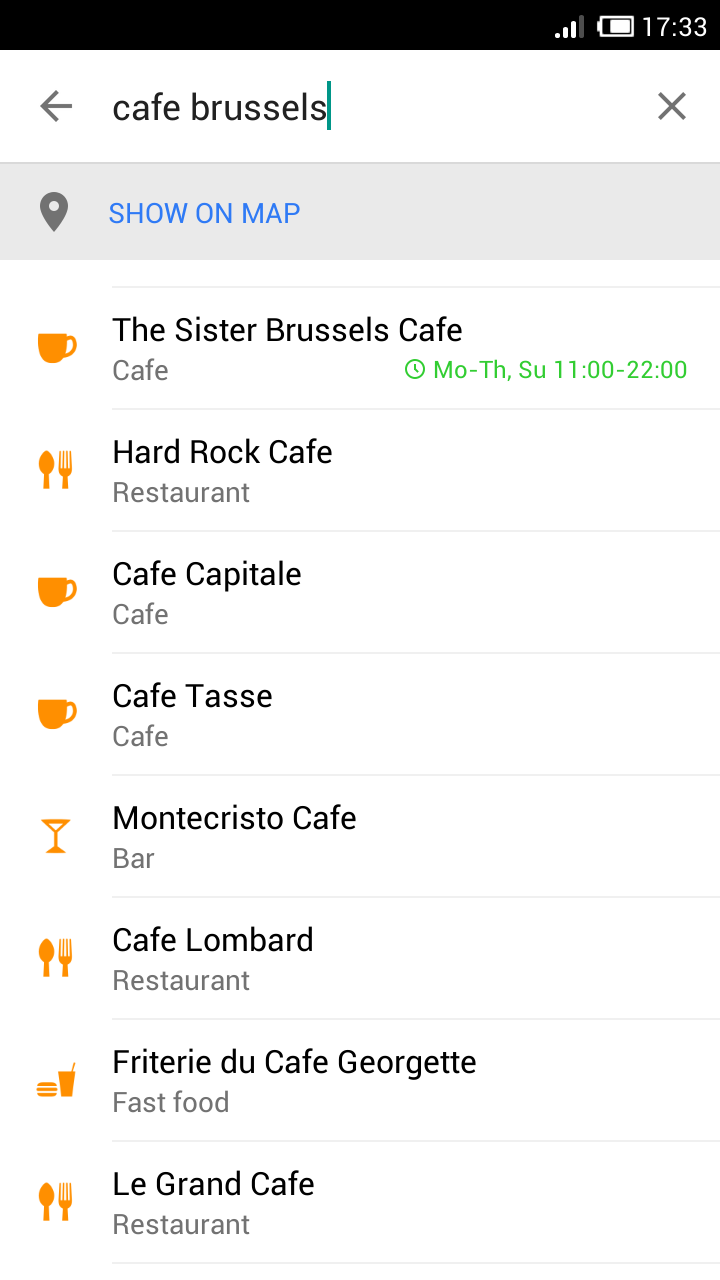 17:33
cafe brussels
SHOW ON MAP
The Sister Brussels Cafe
Cafe
Mo-Th, Su 11:00-22:00
Hard Rock Cafe
Restaurant
Cafe Capitale
Cafe
Cafe Tasse
Cafe
Montecristo Cafe
Bar
Cafe Lombard
Restaurant
Friterie du Cafe Georgette
Fast food
Le Grand Cafe
Restaurant